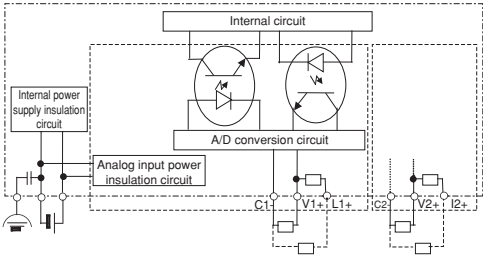 Internal circuit
Internal power
supply insulation
circuit
A/D conversion circuit
Analog input power
insulation circuit
C1- V1+ L1+ C2- V2+ I2+